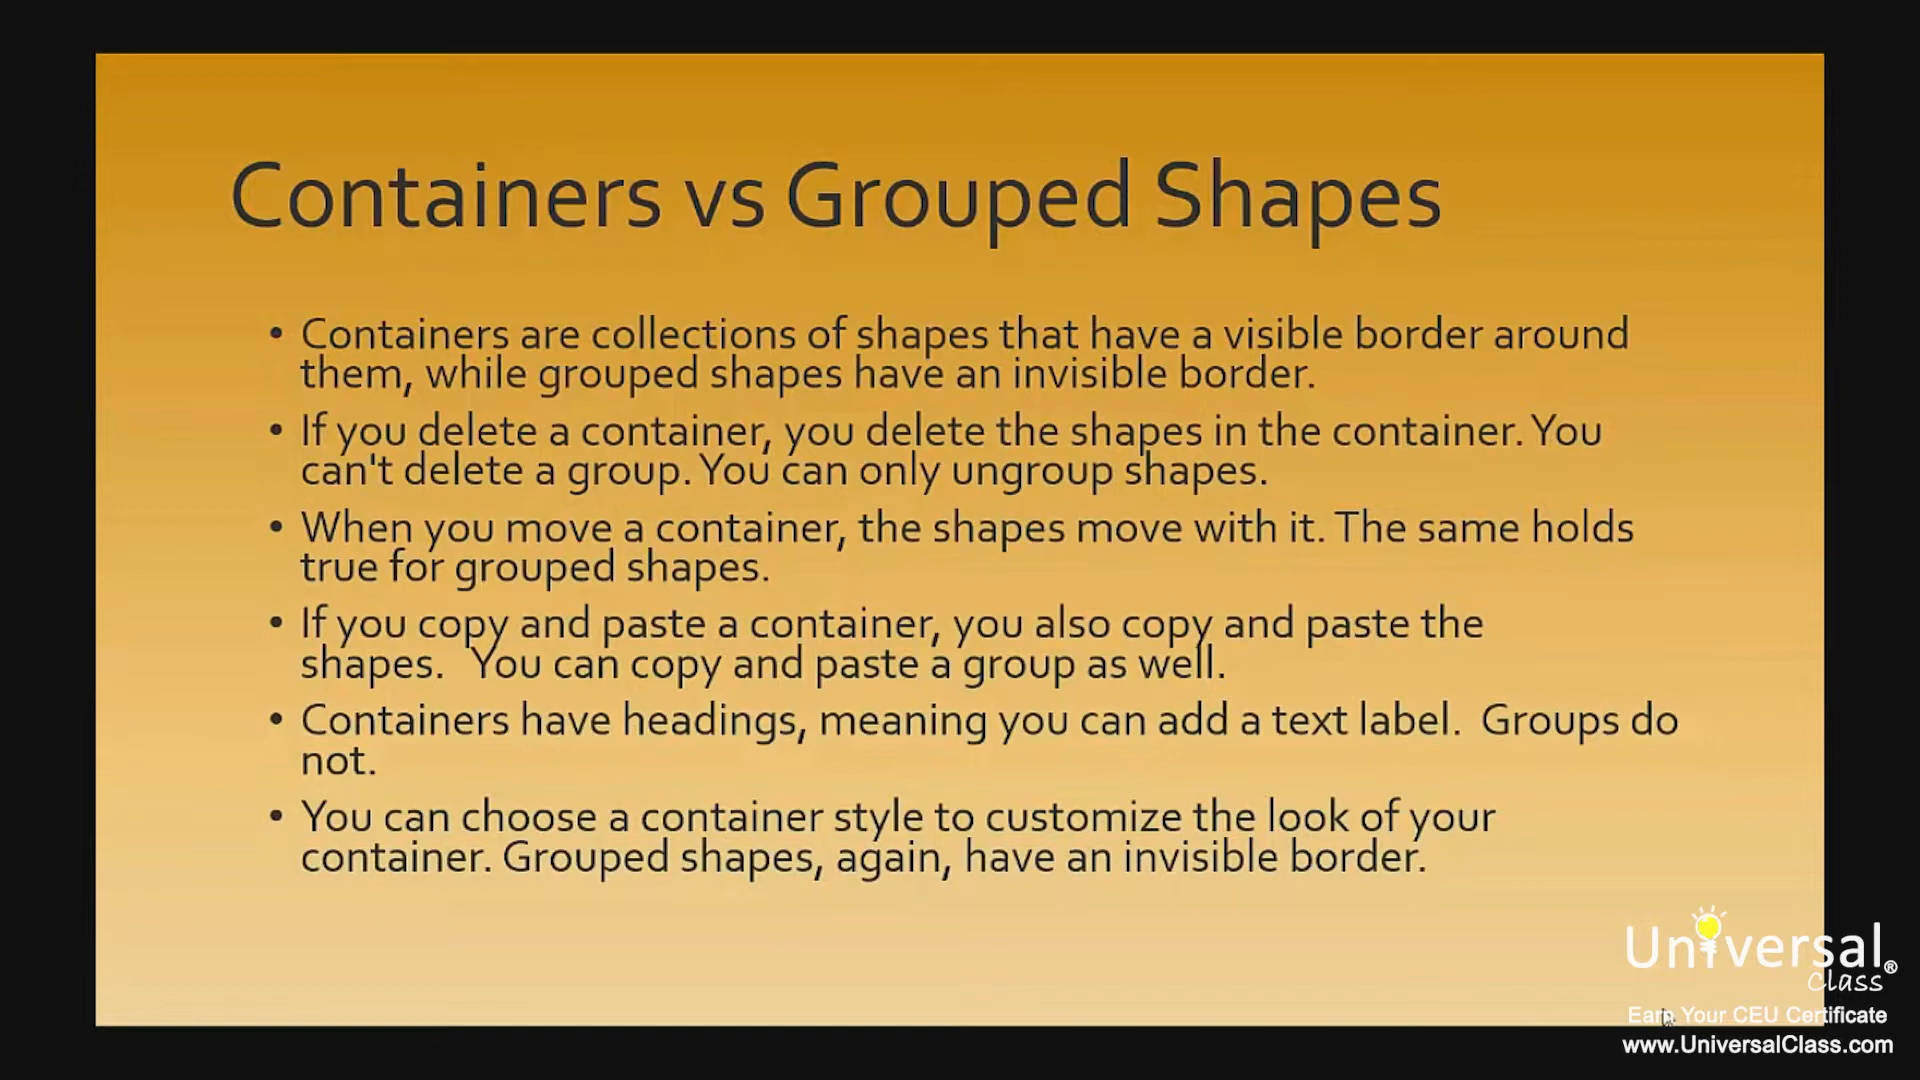 Containers vs Grouped Shapes
• Containers are collections of shapes that have a visible border around
them, while grouped shapes have an invisible border.
• If you delete a container, you delete the shapes in the container. You
can't delete a group. You can only ungroup shapes.
• When you move a container, the shapes move with it. The same holds
true for grouped shapes.
• If you copy and paste a container, you also copy and paste the
shapes.  You can copy and paste a group as well.
• Containers have headings, meaning you can add a text label.  Groups do
not.
• You can choose a container style to customize the look of your
container. Grouped shapes, again, have an invisible border.
Universal®
Class
Earn Your CEU Certificate
www.UniversalClass.com